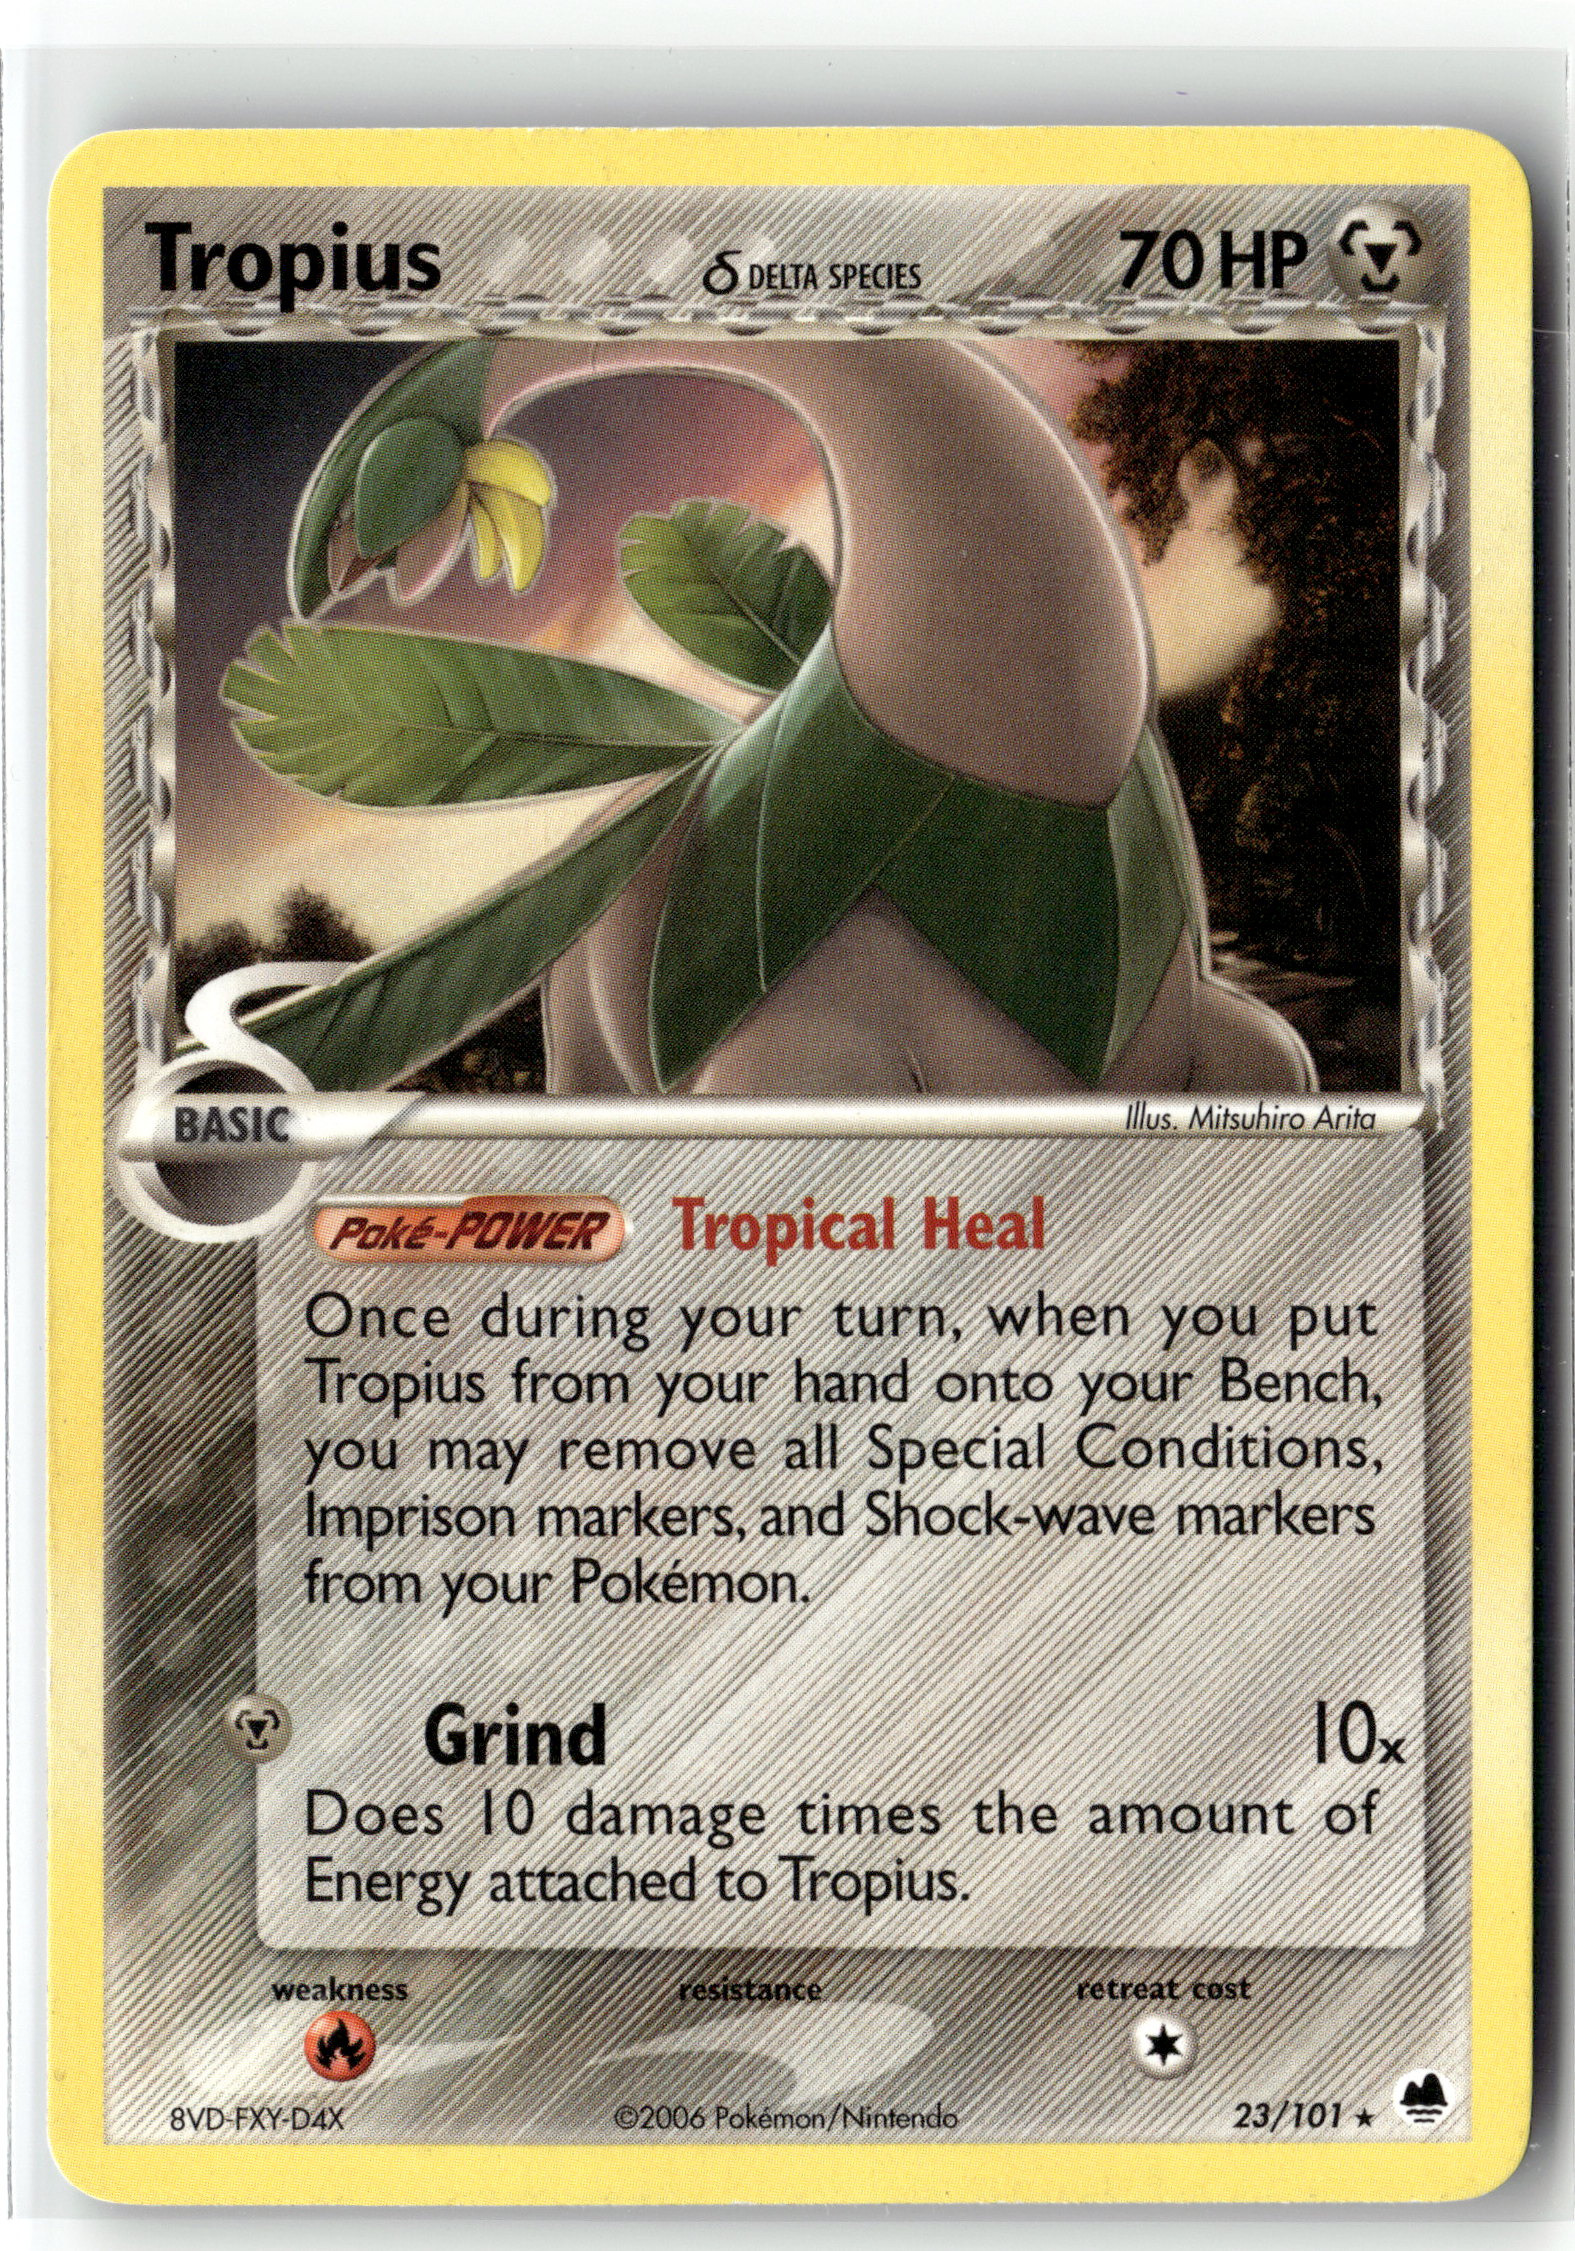 Tropius δ DELTA SPECIES 70 HP
BASIC
Illus. Mitsuhiro Arita
Poké-POWER Tropical Heal
Once during your turn, when you put
Tropius from your hand onto your Bench,
you may remove all Special Conditions,
Imprison markers, and Shock-wave markers
from your Pokémon.
Grind 10x
Does 10 damage times the amount of
Energy attached to Tropius.
weakness resistance retreat cost
8VD-FXY-D4X ©2006 Pokémon/Nintendo 23/101 ★